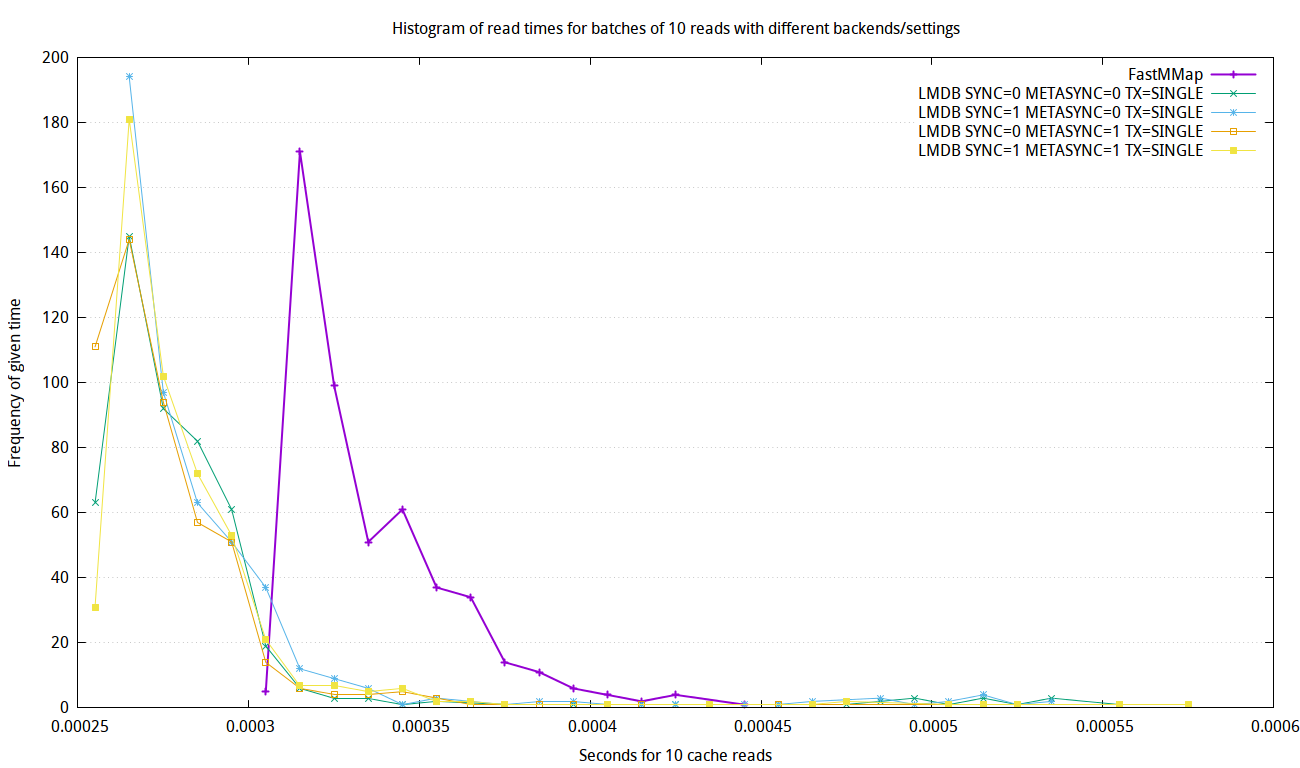 Histogram of read times for batches of 10 reads with different backends/settings
FastMMap
LMDB SYNC=0 METASYNC=0 TX=SINGLE
LMDB SYNC=1 METASYNC=0 TX=SINGLE
LMDB SYNC=0 METASYNC=1 TX=SINGLE
LMDB SYNC=1 METASYNC=1 TX=SINGLE
Frequency of given time
200
180
160
140
120
100
80
60
40
20
0
0.00025 0.0003 0.00035 0.0004 0.00045 0.0005 0.00055 0.0006
Seconds for 10 cache reads